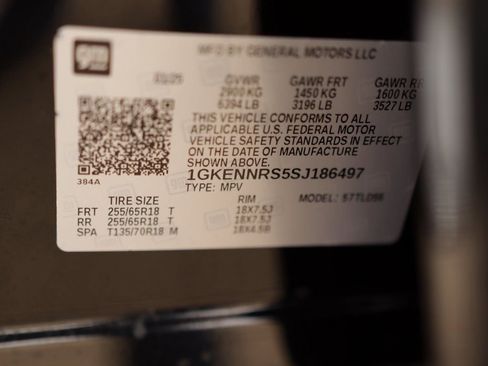 gm
MFD BY GENERAL MOTORS LLC
GVWR GAWR FRT GAWR RR
2900 KG 1450 KG 1600 KG
6394 LB 3196 LB 3527 LB
THIS VEHICLE CONFORMS TO ALL
APPLICABLE U.S. FEDERAL MOTOR
VEHICLE SAFETY STANDARDS IN EFFECT
ON THE DATE OF MANUFACTURE
SHOWN ABOVE.
1GKENNRS5SJ186497
384A
TYPE: MPV
TIRE SIZE RIM MODEL:
FRT 255/65R18 T 18X7.5J
RR 255/65R18 T 18X7.5J
SPA T135/70R18 M 18X4.5B